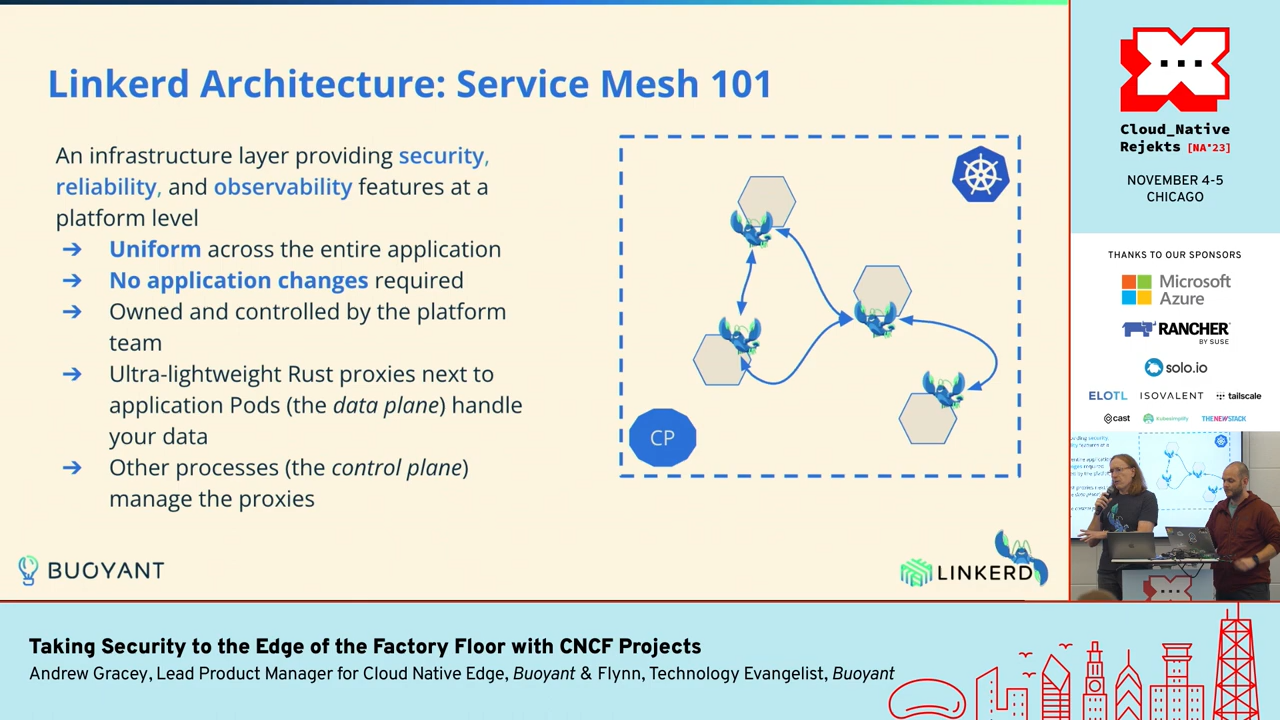 Linkerd Architecture: Service Mesh 101
An infrastructure layer providing security,
reliability, and observability features at a
platform level
➔ Uniform across the entire application
➔ No application changes required
➔ Owned and controlled by the platform
team
➔ Ultra-lightweight Rust proxies next to
application Pods (the data plane) handle
your data
➔ Other processes (the control plane)
manage the proxies
CP
BUOYANT
LINKERD
Cloud_Native
Rejekts [NA'23]
NOVEMBER 4-5
CHICAGO
THANKS TO OUR SPONSORS
Microsoft
Azure
RANCHER
BY SUSE
solo.io
ELOTL ISOVALENT tailscale
cast kubesimplify THENEWSTACK
Taking Security to the Edge of the Factory Floor with CNCF Projects
Andrew Gracey, Lead Product Manager for Cloud Native Edge, Buoyant & Flynn, Technology Evangelist, Buoyant